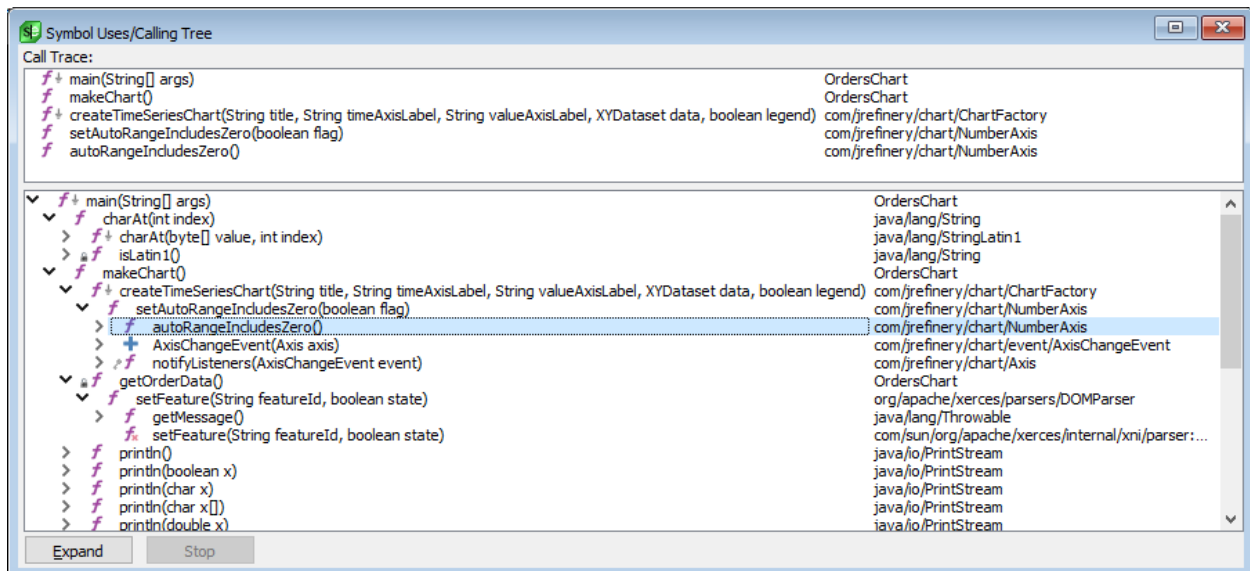 Symbol Uses/Calling Tree
Call Trace:
main(String[] args) OrdersChart
makeChart() OrdersChart
createTimeSeriesChart(String title, String timeAxisLabel, String valueAxisLabel, XYDataset data, boolean legend) com/jrefinery/chart/ChartFactory
setAutoRangeIncludesZero(boolean flag) com/jrefinery/chart/NumberAxis
autoRangeIncludesZero() com/jrefinery/chart/NumberAxis
main(String[] args) OrdersChart
charAt(int index) java/lang/String
charAt(byte[] value, int index) java/lang/StringLatin1
isLatin1() java/lang/String
makeChart() OrdersChart
createTimeSeriesChart(String title, String timeAxisLabel, String valueAxisLabel, XYDataset data, boolean legend) com/jrefinery/chart/ChartFactory
setAutoRangeIncludesZero(boolean flag) com/jrefinery/chart/NumberAxis
autoRangeIncludesZero() com/jrefinery/chart/NumberAxis
AxisChangeEvent(Axis axis) com/jrefinery/chart/event/AxisChangeEvent
notifyListeners(AxisChangeEvent event) com/jrefinery/chart/Axis
getOrderData() OrdersChart
setFeature(String featureId, boolean state) org/apache/xerces/parsers/DOMParser
getMessage() java/lang/Throwable
setFeature(String featureId, boolean state) com/sun/org/apache/xerces/internal/xni/parser:...
println() java/io/PrintStream
println(boolean x) java/io/PrintStream
println(char x) java/io/PrintStream
println(char x[]) java/io/PrintStream
println(double x) java/io/PrintStream
Expand Stop